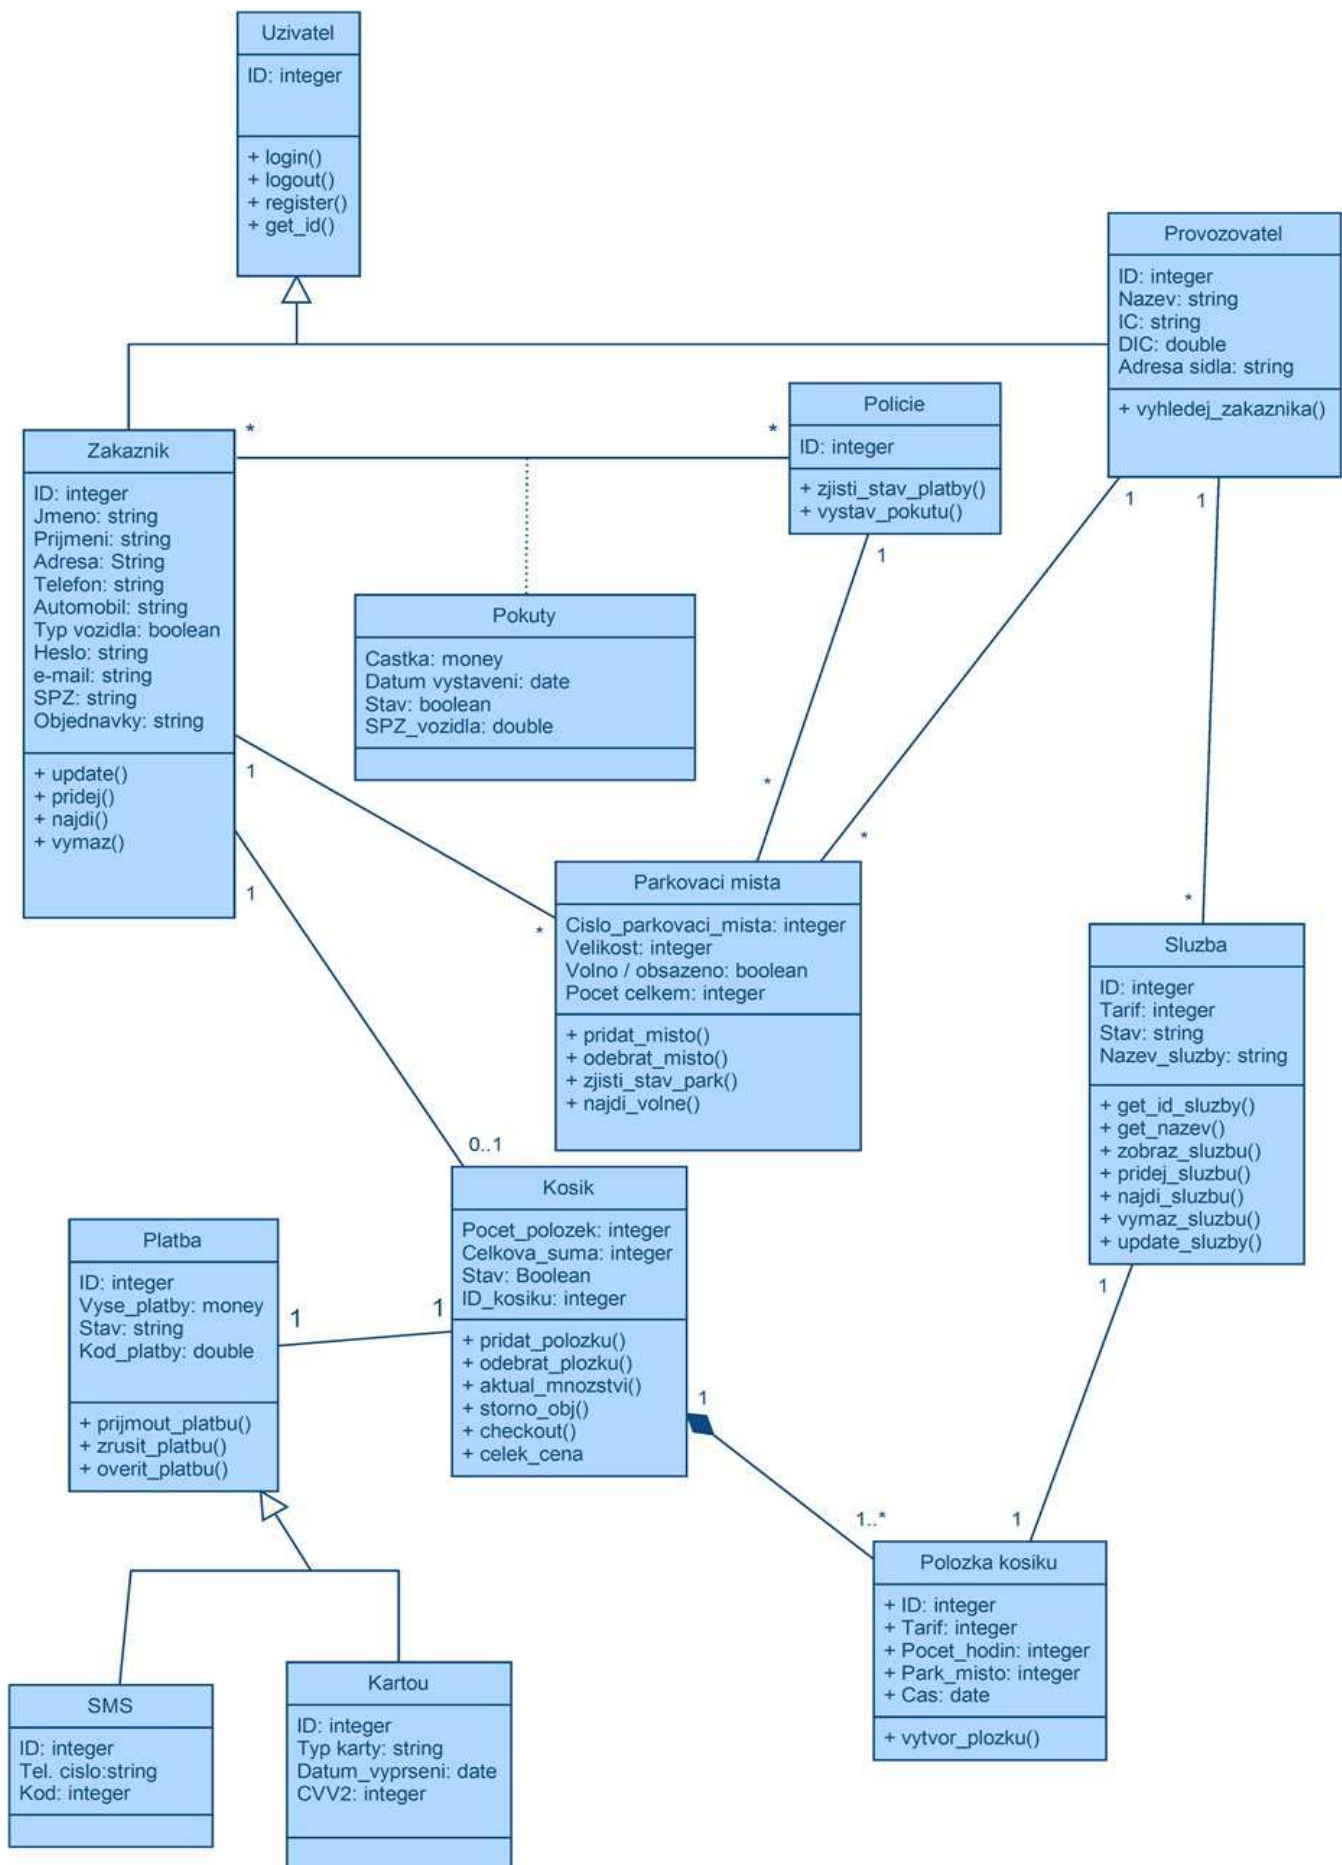 Uzivatel
ID: integer
+ login()
+ logout()
+ register()
+ get_id()
Provozovatel
ID: integer
Nazev: string
IC: string
DIC: double
Adresa sidla: string
+ vyhledej_zakaznika()
1
1
Policie
ID: integer
+ zjisti_stav_platby()
+ vystav_pokutu()
1
*
*
Zakaznik
ID: integer
Jmeno: string
Prijmeni: string
Adresa: String
Telefon: string
Automobil: string
Typ vozidla: boolean
Heslo: string
e-mail: string
SPZ: string
Objednavky: string
+ update()
+ pridej()
+ najdi()
+ vymaz()
1
1
Pokuty
Castka: money
Datum vystaveni: date
Stav: boolean
SPZ_vozidla: double
*
*
*
Parkovaci mista
Cislo_parkovaci_mista: integer
Velikost: integer
Volno / obsazeno: boolean
Pocet celkem: integer
+ pridat_misto()
+ odebrat_misto()
+ zjisti_stav_park()
+ najdi_volne()
*
Sluzba
ID: integer
Tarif: integer
Stav: string
Nazev_sluzby: string
+ get_id_sluzby()
+ get_nazev()
+ zobraz_sluzbu()
+ pridej_sluzbu()
+ najdi_sluzbu()
+ vymaz_sluzbu()
+ update_sluzby()
1
0..1
Kosik
Pocet_polozek: integer
Celkova_suma: integer
Stav: Boolean
ID_kosiku: integer
+ pridat_polozku()
+ odebrat_plozku()
+ aktual_mnozstvi()
+ storno_obj()
+ checkout()
+ celek_cena
1
Platba
ID: integer
Vyse_platby: money
Stav: string
Kod_platby: double
+ prijmout_platbu()
+ zrusit_platbu()
+ overit_platbu()
1
1
1..*
1
Polozka kosiku
+ ID: integer
+ Tarif: integer
+ Pocet_hodin: integer
+ Park_misto: integer
+ Cas: date
+ vytvor_plozku()
SMS
ID: integer
Tel. cislo:string
Kod: integer
Kartou
ID: integer
Typ karty: string
Datum_vyprseni: date
CVV2: integer